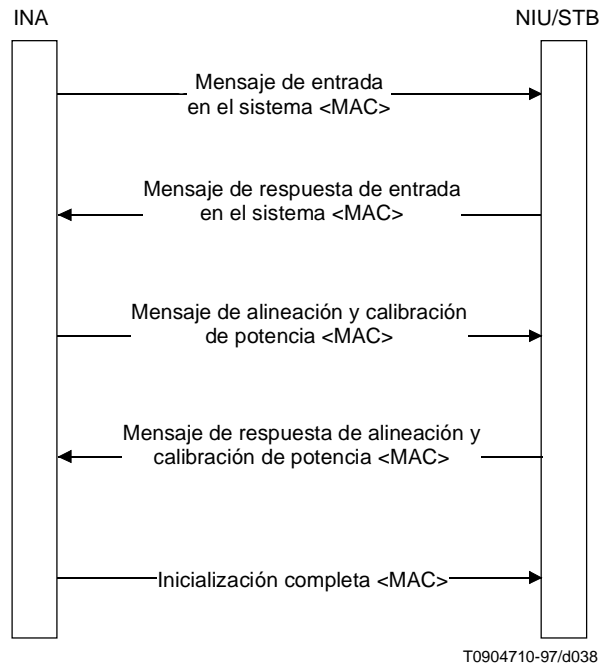 INA
NIU/STB
Mensaje de entrada
en el sistema <MAC>
Mensaje de respuesta de entrada
en el sistema <MAC>
Mensaje de alineación y calibración
de potencia <MAC>
Mensaje de respuesta de alineación y
calibración de potencia <MAC>
Inicialización completa <MAC>
T0904710-97/d038